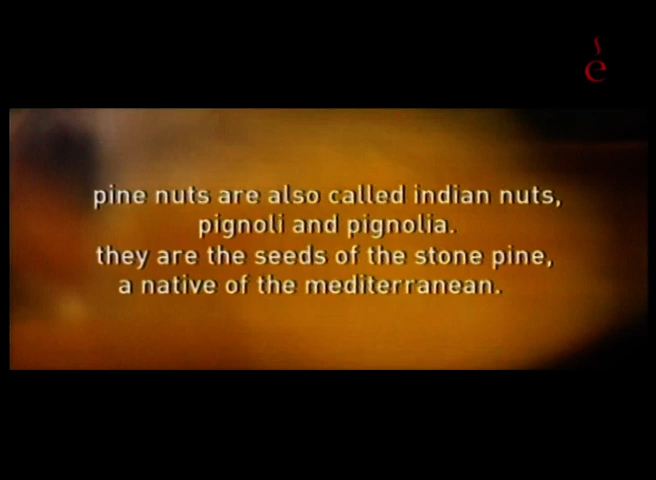 e
pine nuts are also called indian nuts,
pignoli and pignolia.
they are the seeds of the stone pine,
a native of the mediterranean.